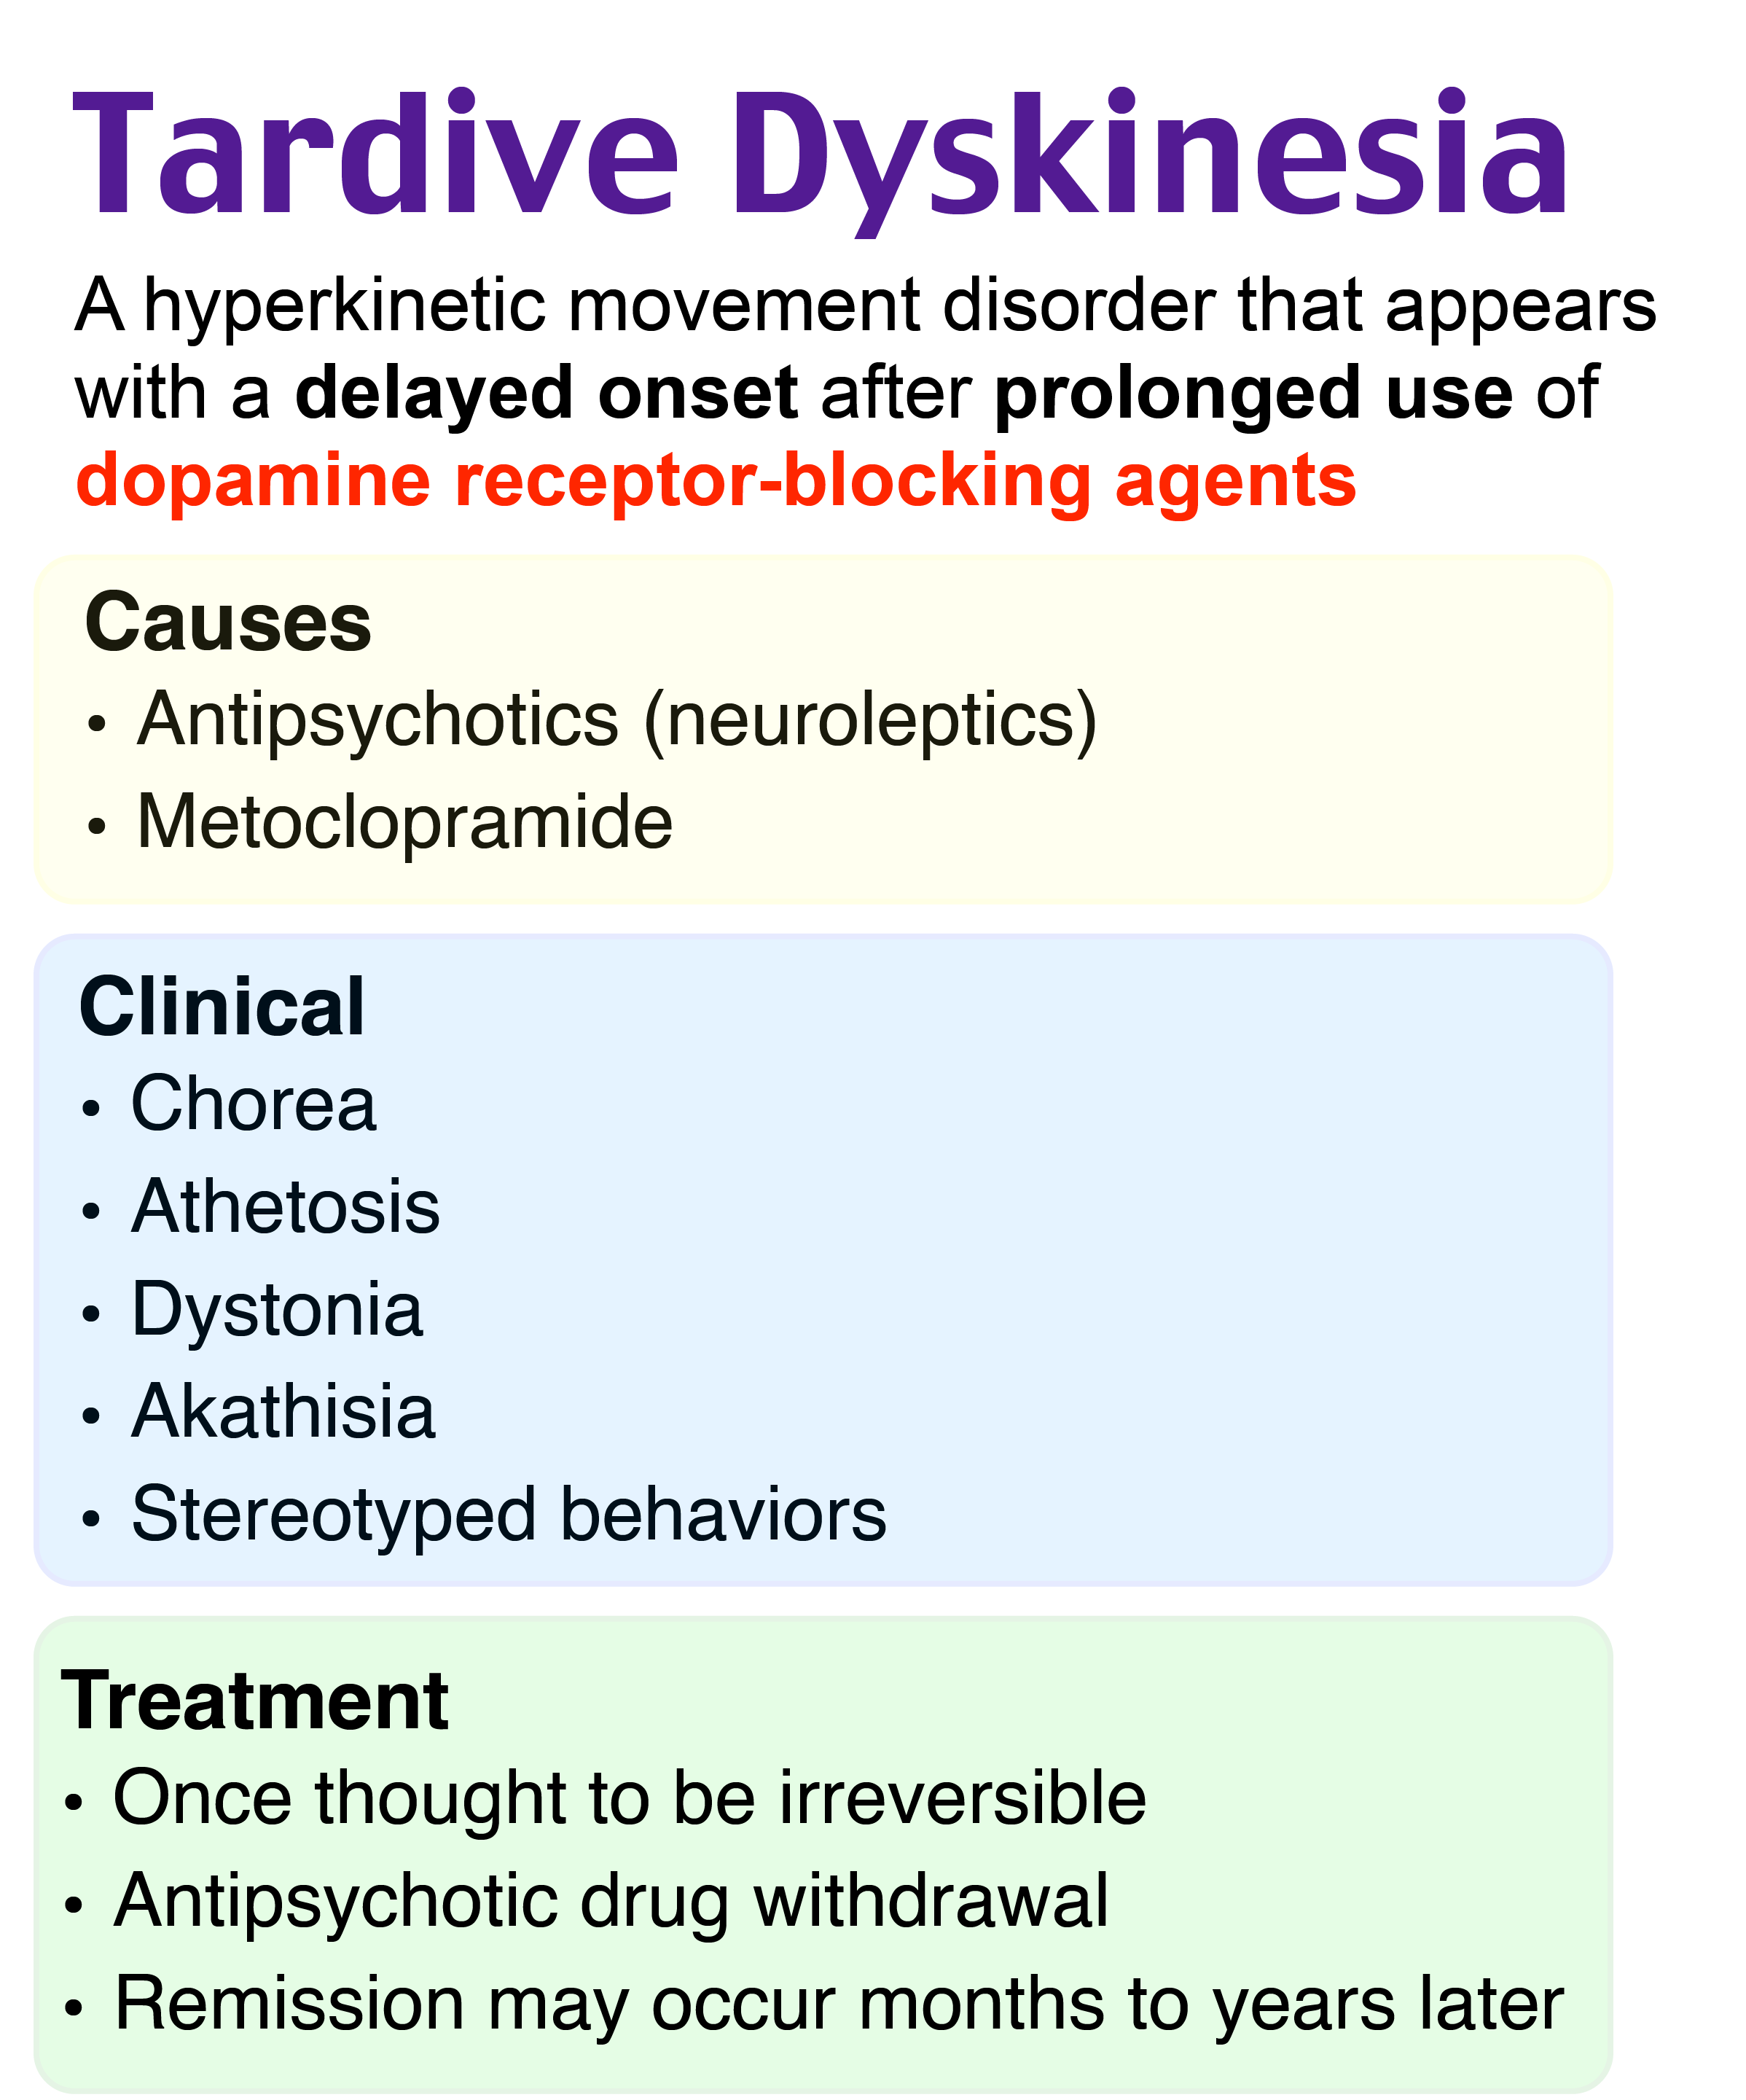 Tardive Dyskinesia
A hyperkinetic movement disorder that appears
with a delayed onset after prolonged use of
dopamine receptor-blocking agents
Causes
• Antipsychotics (neuroleptics)
• Metoclopramide
Clinical
• Chorea
• Athetosis
• Dystonia
• Akathisia
• Stereotyped behaviors
Treatment
• Once thought to be irreversible
• Antipsychotic drug withdrawal
• Remission may occur months to years later